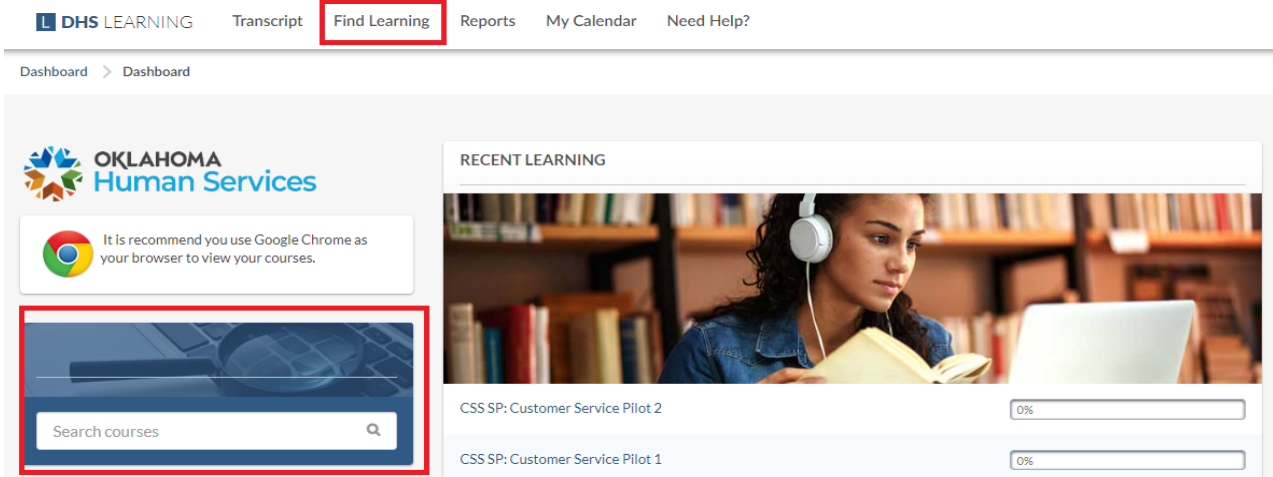 L DHS LEARNING Transcript Find Learning Reports My Calendar Need Help?
Dashboard > Dashboard
OKLAHOMA
Human Services
It is recommend you use Google Chrome as
your browser to view your courses.
Search courses
RECENT LEARNING
CSS SP: Customer Service Pilot 2 0%
CSS SP: Customer Service Pilot 1 0%